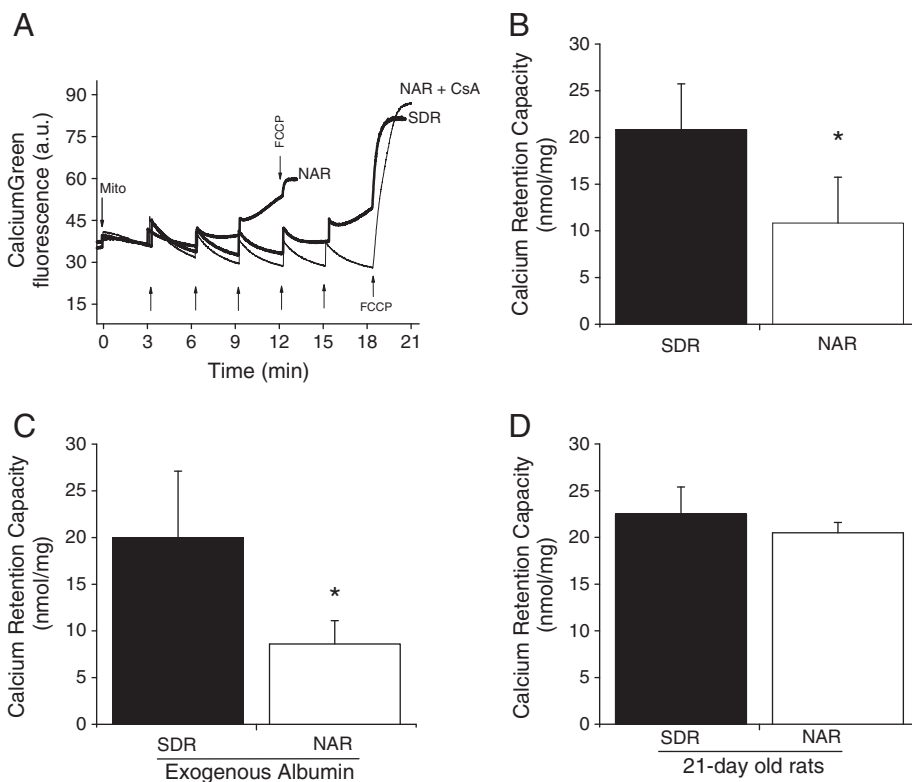 A
CalciumGreen
fluorescence (a.u.)
90
75
60
45
30
15
Mito
FCCP
NAR
NAR + CsA
SDR
FCCP
0 3 6 9 12 15 18 21
Time (min)
B
Calcium Retention Capacity
(nmol/mg)
30
25
20
15
10
5
0
*
SDR NAR
C
Calcium Retention Capacity
(nmol/mg)
30
25
20
15
10
5
0
*
SDR NAR
Exogenous Albumin
D
Calcium Retention Capacity
(nmol/mg)
30
25
20
15
10
5
0
SDR NAR
21-day old rats